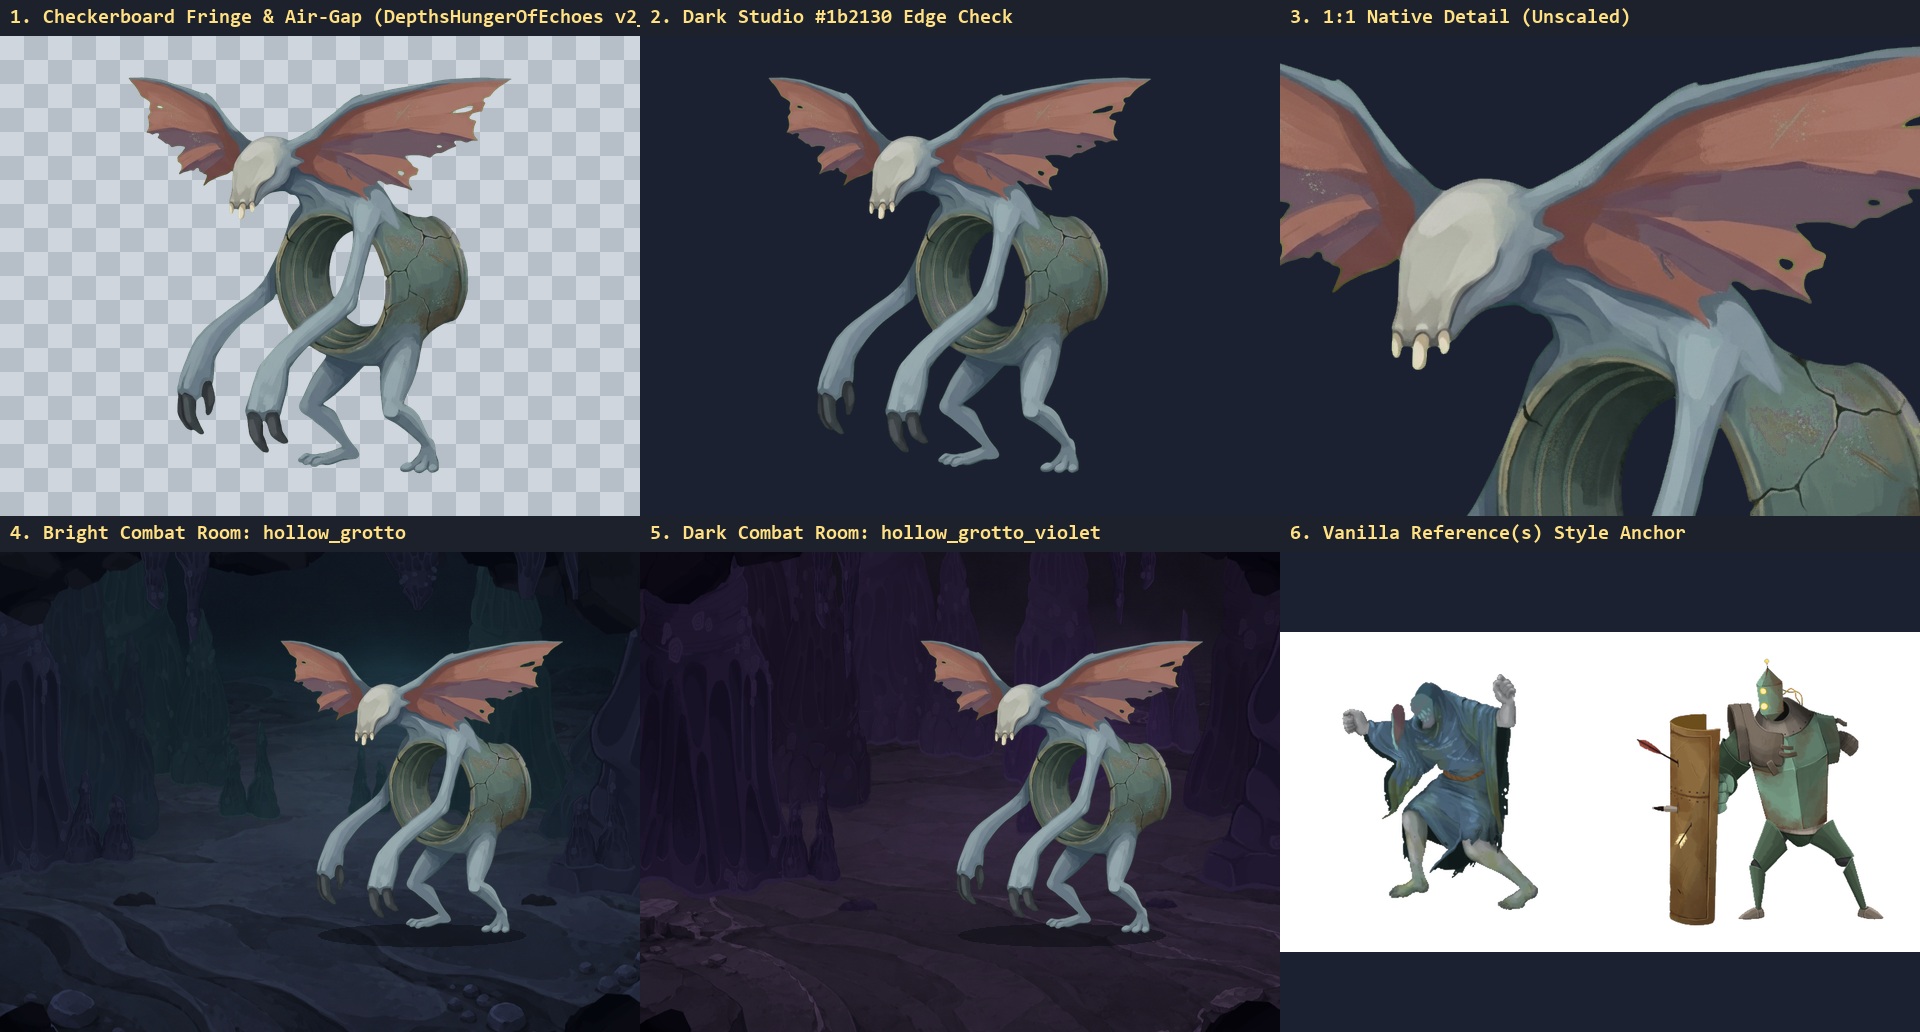 1. Checkerboard Fringe & Air-Gap (DepthsHungerOfEchoes v2_
2. Dark Studio #1b2130 Edge Check
3. 1:1 Native Detail (Unscaled)
4. Bright Combat Room: hollow_grotto
5. Dark Combat Room: hollow_grotto_violet
6. Vanilla Reference(s) Style Anchor